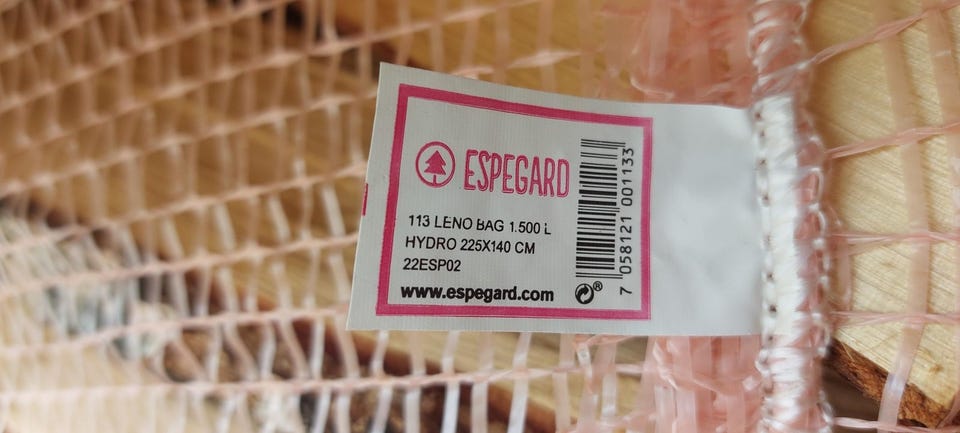 ESPEGARD
113 LENO BAG 1.500 L
HYDRO 225X140 CM
22ESP02
www.espegard.com
®
7 058121 001133